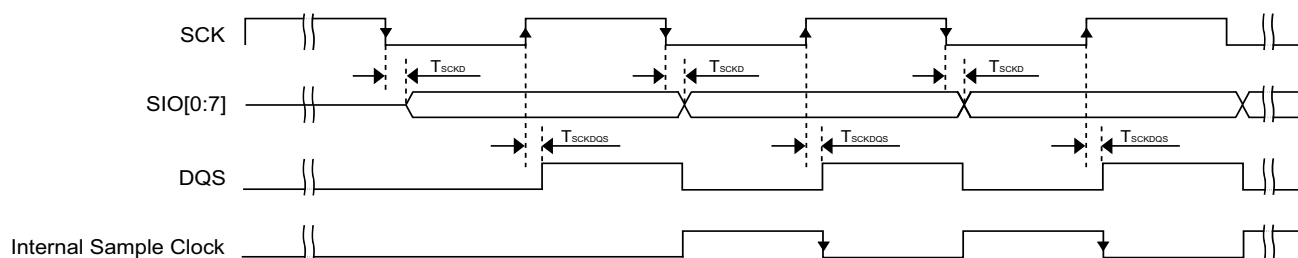 SCK
TSCKD TSCKD TSCKD
SIO[0:7]
TSCKDQS TSCKDQS TSCKDQS
DQS
Internal Sample Clock